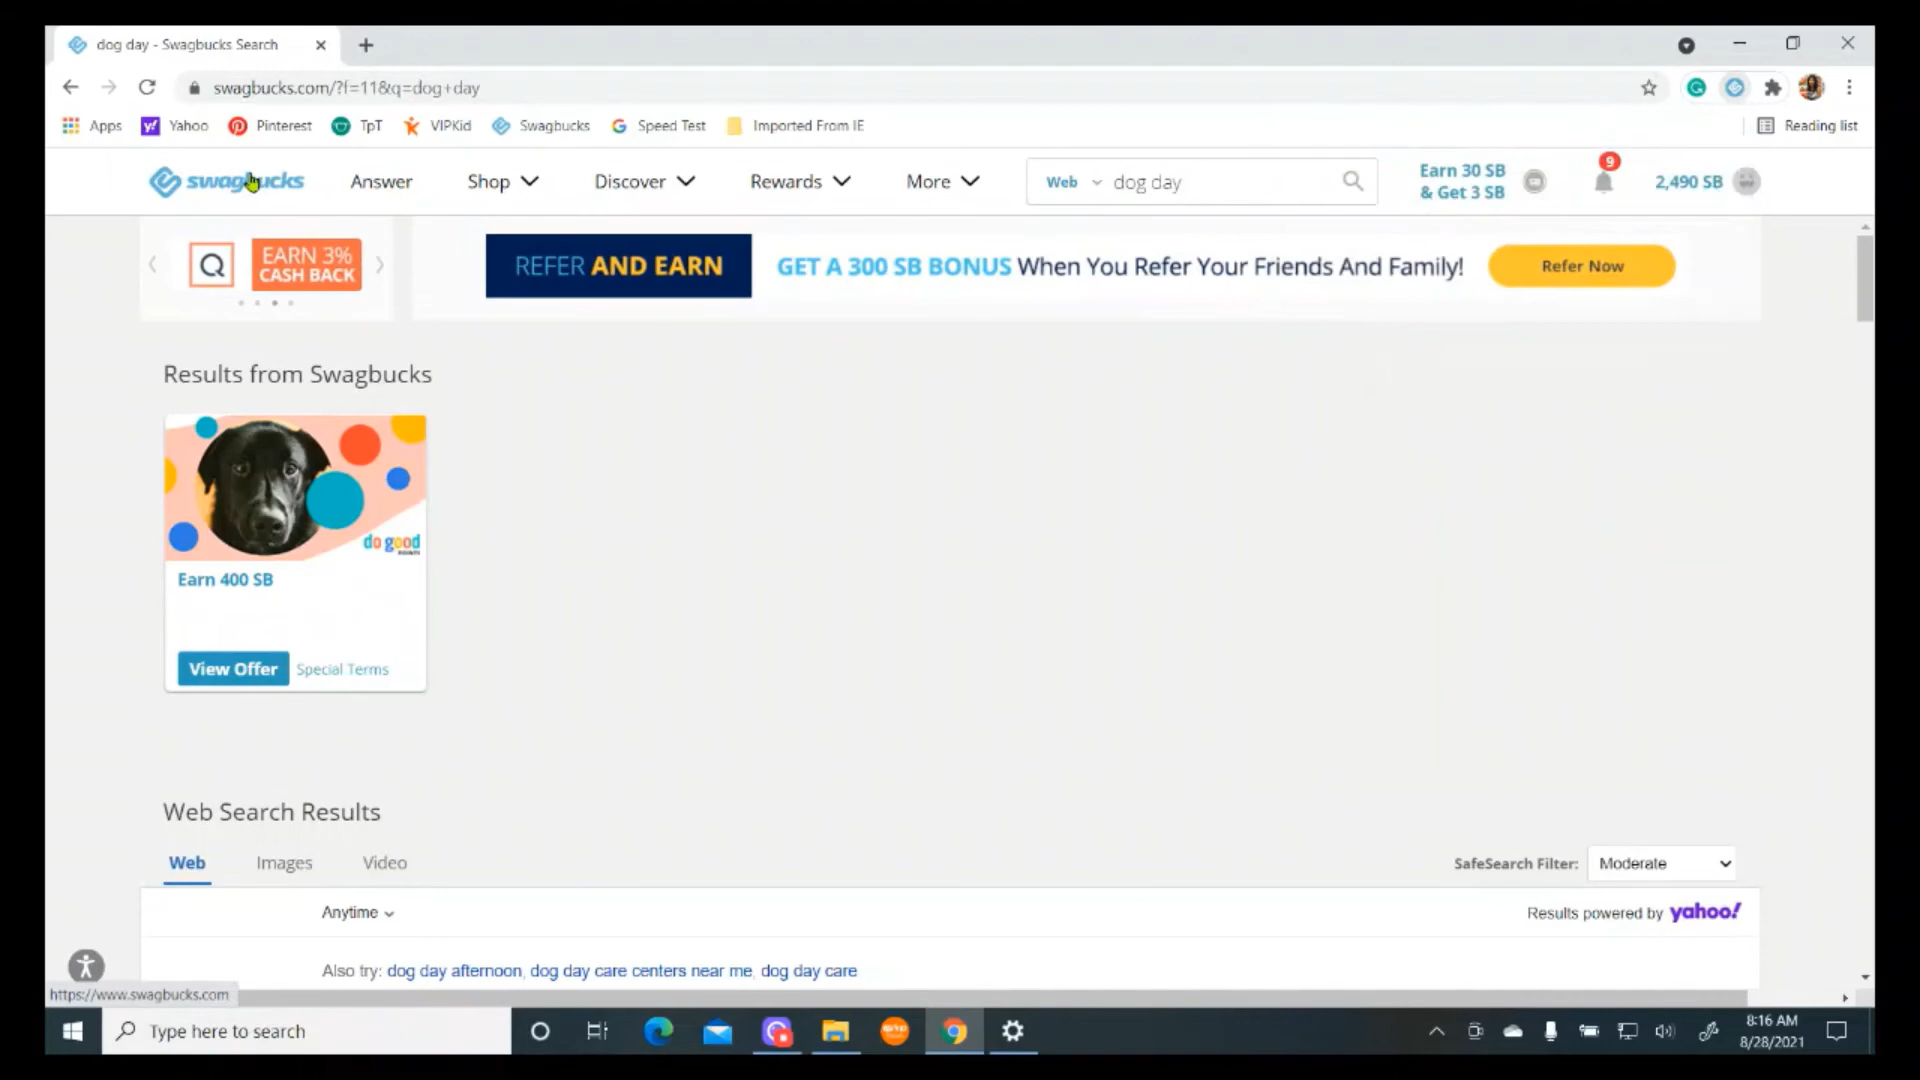 dog day - Swagbucks Search
swagbucks.com/?f=11&q=dog+day
Apps Yahoo Pinterest TpT VIPKid Swagbucks Speed Test Imported From IE Reading list
swagbucks Answer Shop Discover Rewards More Web dog day Earn 30 SB
& Get 3 SB
9
2,490 SB
Q EARN 3%
CASH BACK
REFER AND EARN GET A 300 SB BONUS When You Refer Your Friends And Family! Refer Now
Results from Swagbucks
do good
Earn 400 SB
View Offer Special Terms
Web Search Results
Web Images Video SafeSearch Filter: Moderate
Anytime Results powered by yahoo!
Also try: dog day afternoon, dog day care centers near me, dog day care
https://www.swagbucks.com
Type here to search
8:16 AM
8/28/2021